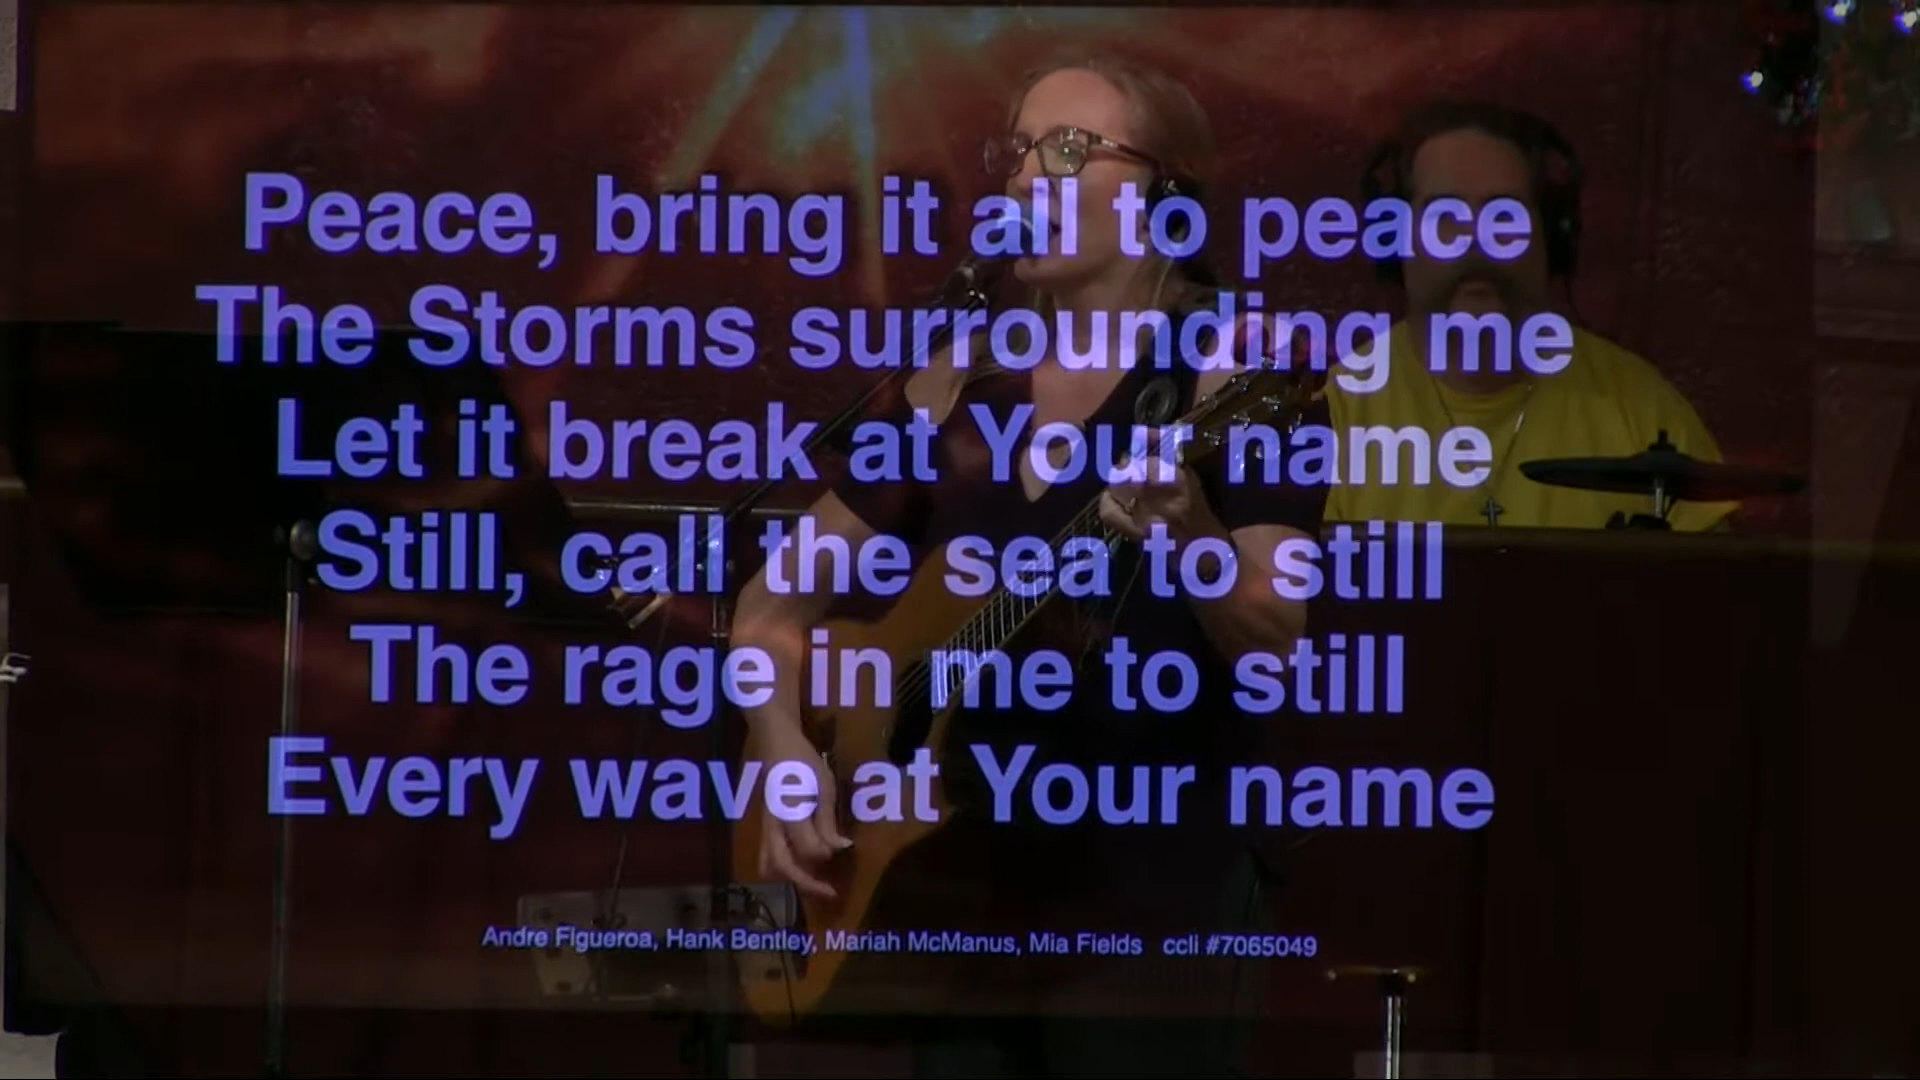 Peace, bring it all to peace
The Storms surrounding me
Let it break at Your name
Still, call the sea to still
The rage in me to still
Every wave at Your name
Andre Figueroa, Hank Bentley, Mariah McManus, Mia Fields ccli #7065049